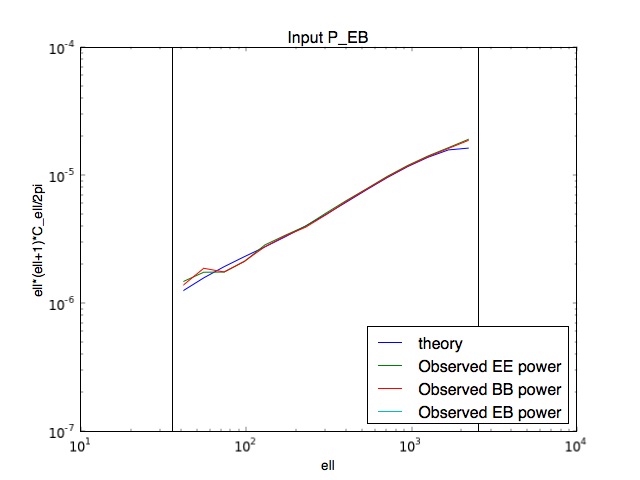 Input P_EB
10^-4
10^-5
10^-6
10^-7
ell*(ell+1)*C_ell/2pi
theory
Observed EE power
Observed BB power
Observed EB power
10^1
10^2
10^3
10^4
ell